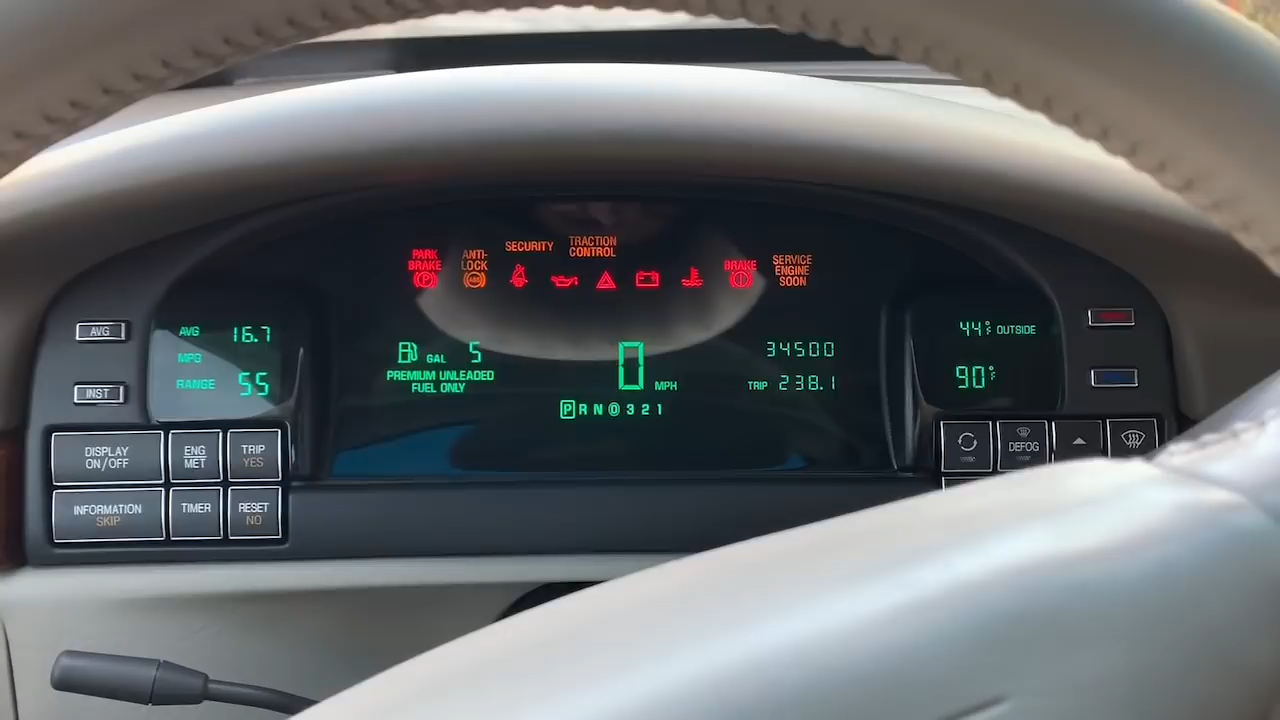 PARK
BRAKE
ANTI-
LOCK
SECURITY
TRACTION
CONTROL
BRAKE
SERVICE
ENGINE
SOON
AVG
INST
AVG 16.7
MPG
RANGE 55
GAL 5
PREMIUM UNLEADED
FUEL ONLY
0 MPH
P R N D 3 2 1
34500
TRIP 238.1
44°F OUTSIDE
90°F
DISPLAY
ON/OFF
ENG
MET
TRIP
YES
INFORMATION
SKIP
TIMER
RESET
NO
DEFOG